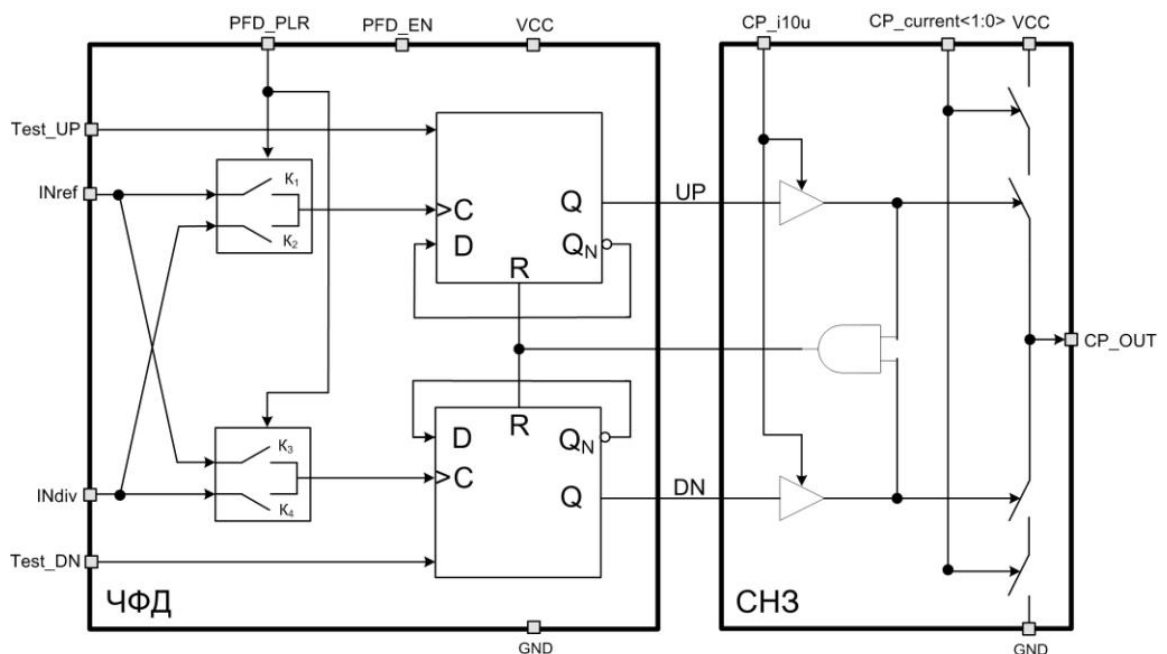 PFD_PLR
PFD_EN
VCC
CP_i10u
CP_current<1:0>
VCC
Test_UP
INref
K1
K2
C
D
Q
QN
R
UP
CP_OUT
K3
K4
D
C
R
QN
Q
DN
INdiv
Test_DN
ЧФД
СНЗ
GND
GND